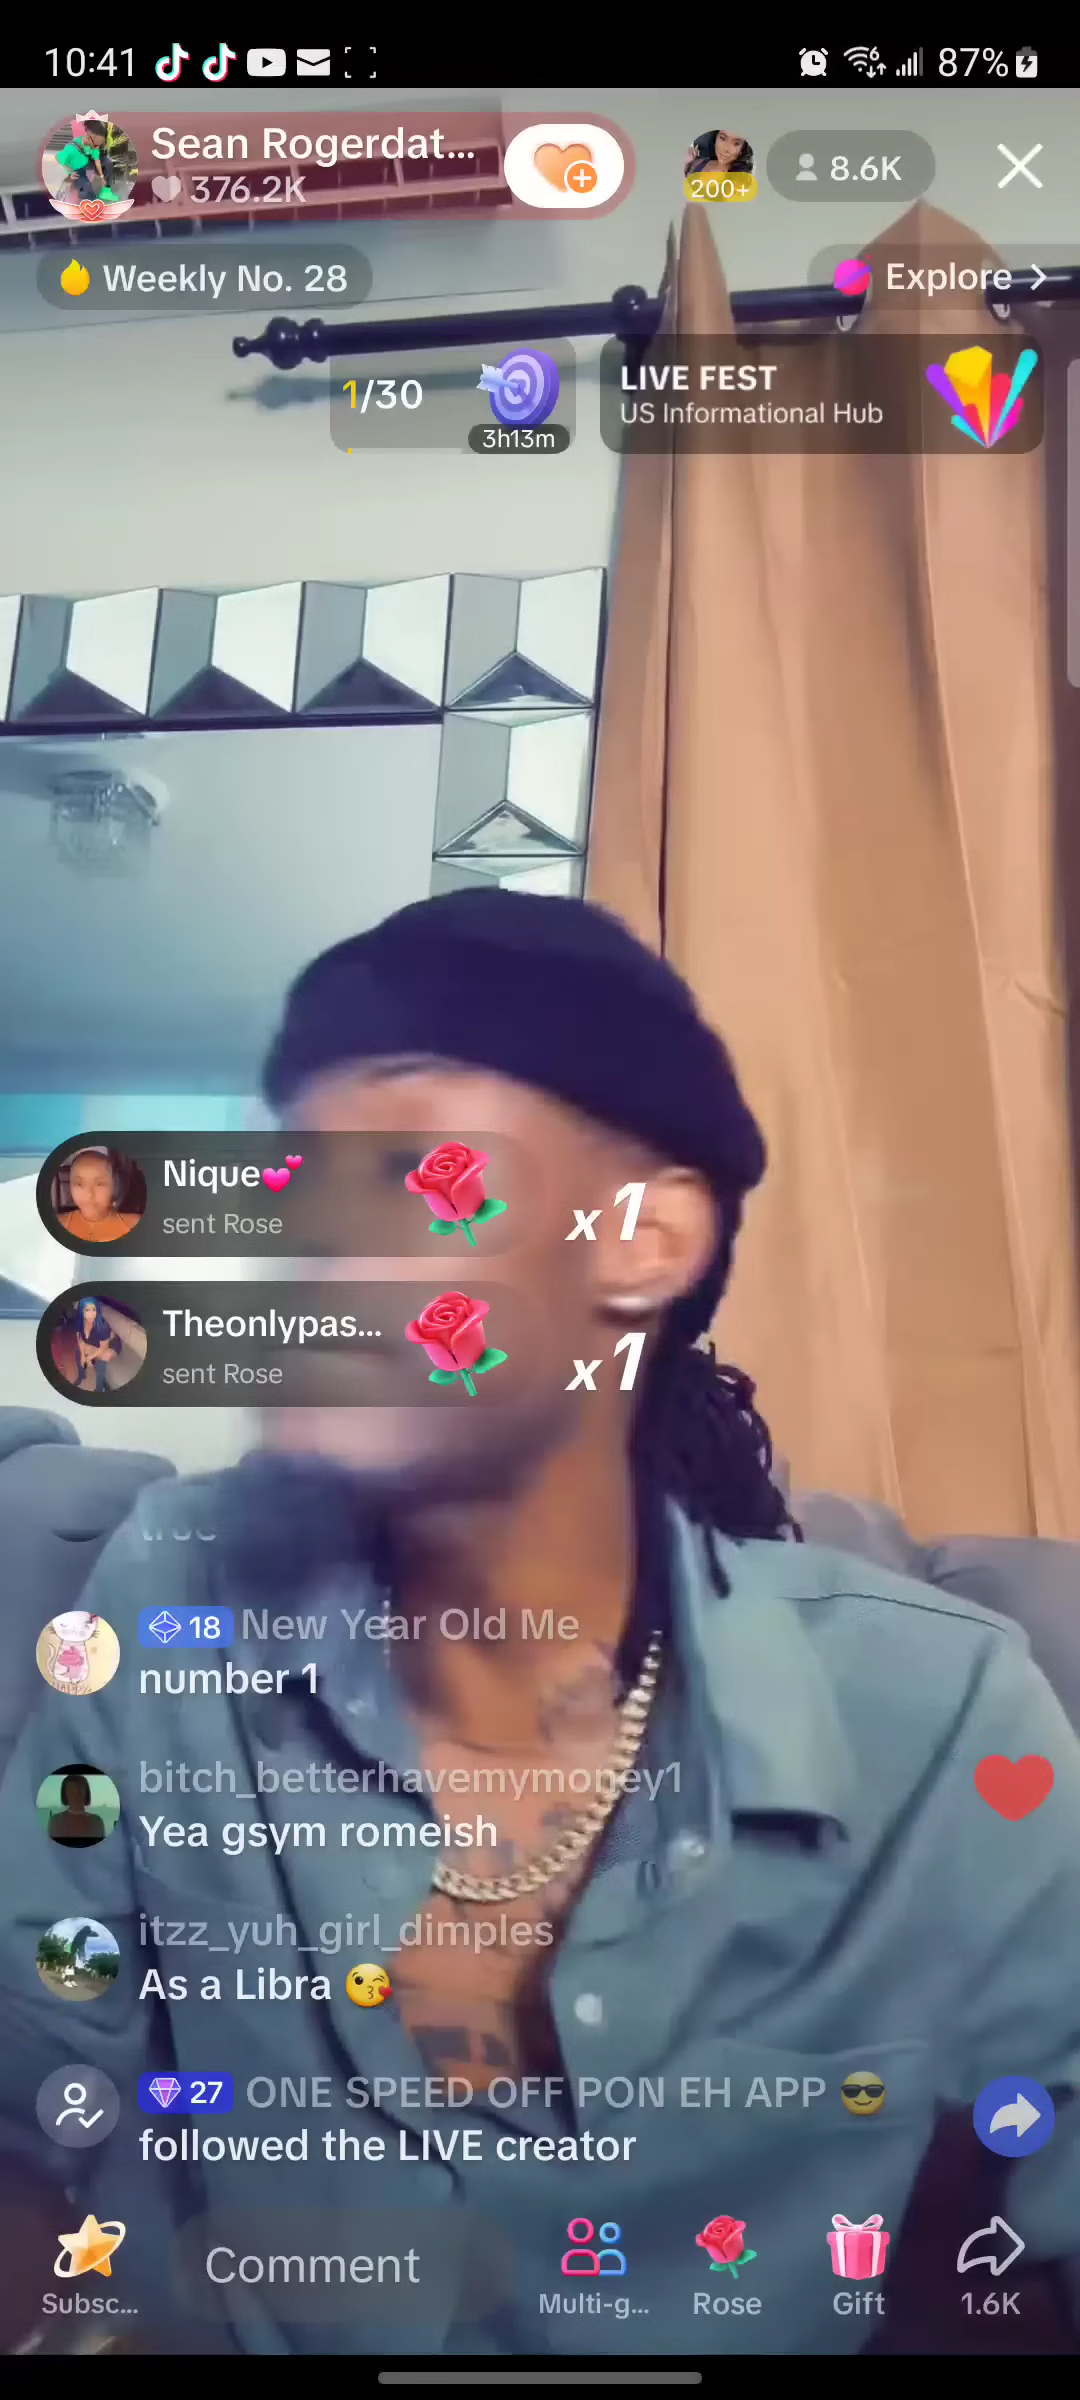 10:41
87%
Sean Rogerdat...
376.2K
200+
8.6K
Weekly No. 28
Explore >
1/30
3h13m
LIVE FEST
US Informational Hub
Nique💕
sent Rose
x1
Theonlypas...
sent Rose
x1
true
18 New Year Old Me
number 1
bitch_betterhavemymoney1
Yea gsym romeish
itzz_yuh_girl_dimples
As a Libra 😘
27 ONE SPEED OFF PON EH APP 😎
followed the LIVE creator
Subsc...
Comment
Multi-g...
Rose
Gift
1.6K